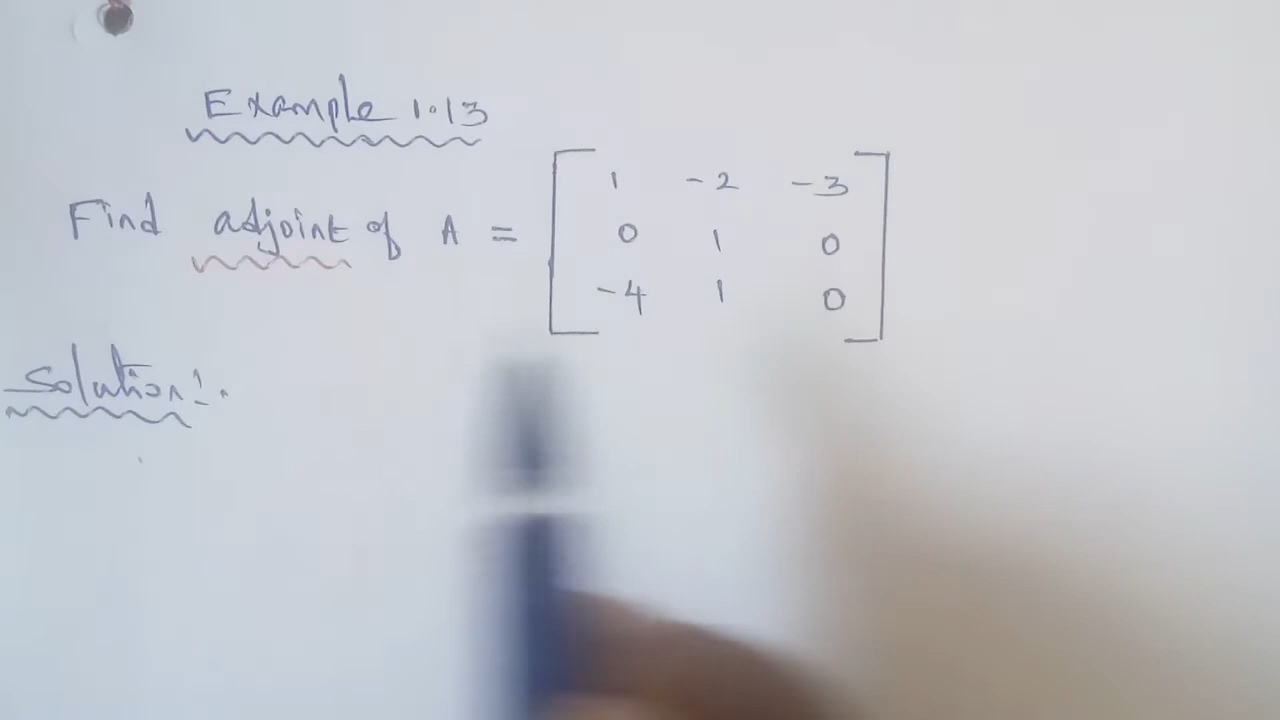 Example 1.13
Find adjoint of A = [ 1 -2 -3
0 1 0
-4 1 0 ]
Solution:-